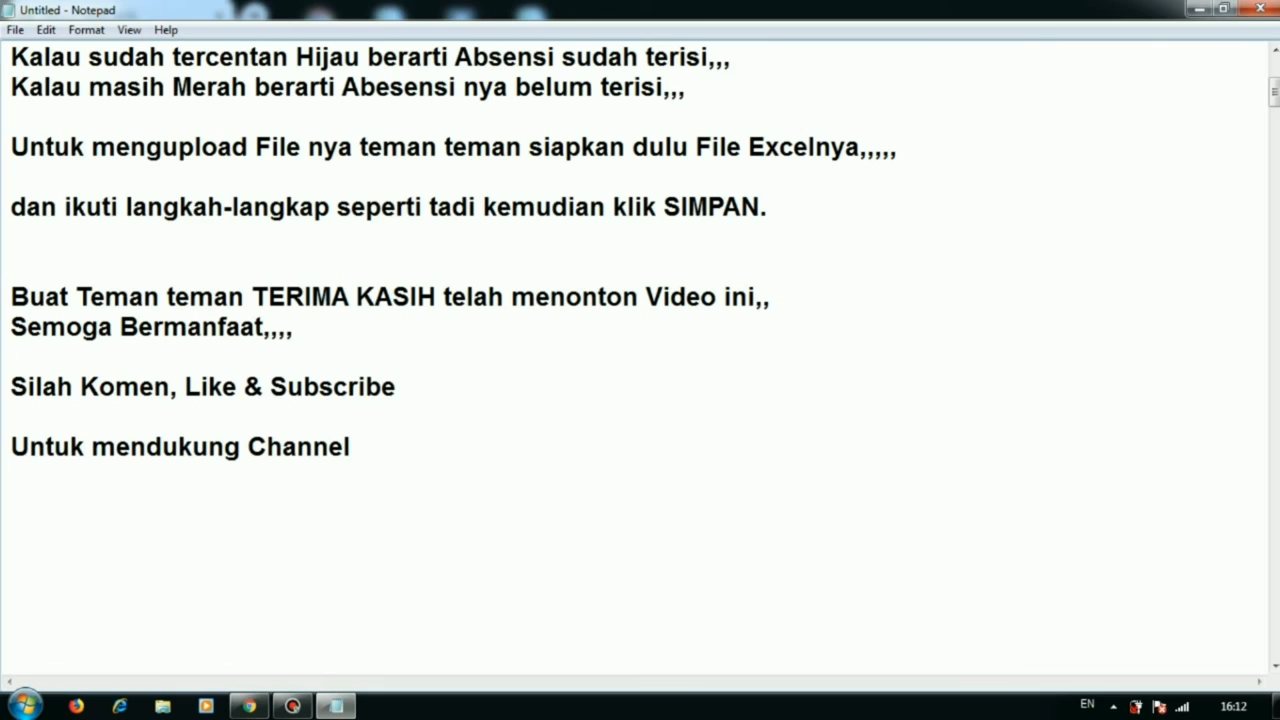 Untitled - Notepad
File Edit Format View Help
Kalau sudah tercentan Hijau berarti Absensi sudah terisi,,,
Kalau masih Merah berarti Abesensi nya belum terisi,,,
Untuk mengupload File nya teman teman siapkan dulu File Excelnya,,,,,
dan ikuti langkah-langkap seperti tadi kemudian klik SIMPAN.
Buat Teman teman TERIMA KASIH telah menonton Video ini,,
Semoga Bermanfaat,,,,
Silah Komen, Like & Subscribe
Untuk mendukung Channel
EN
16:12